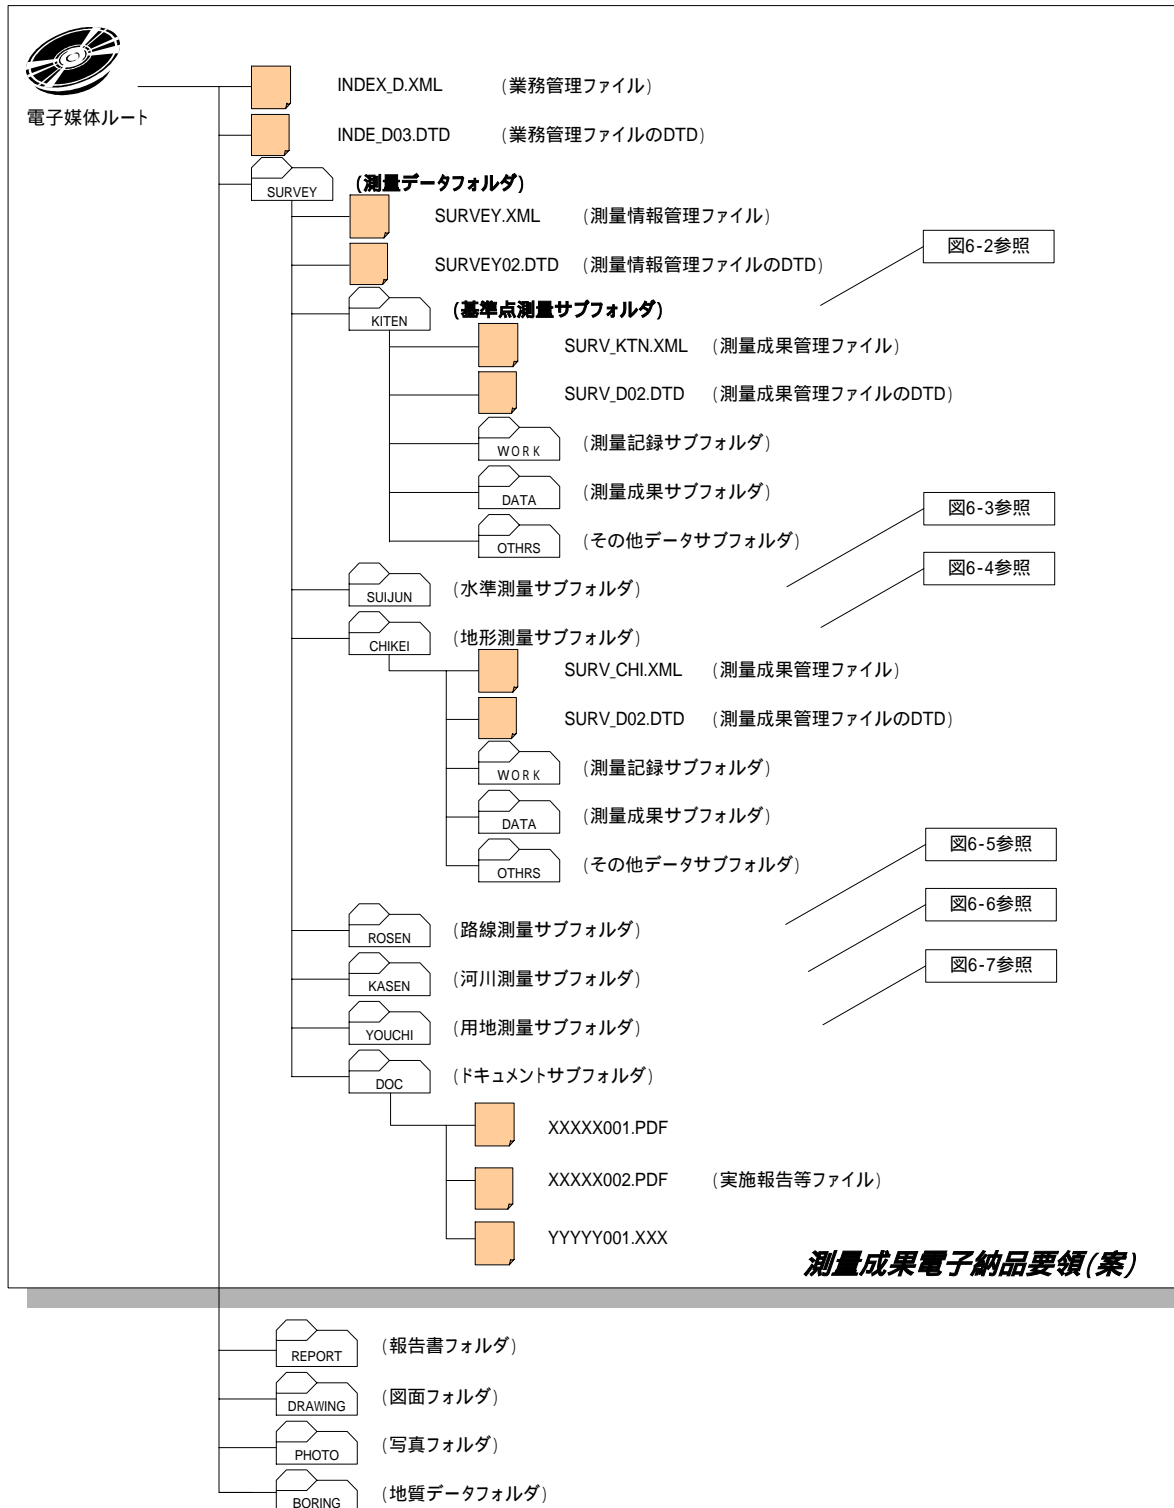 電子媒体ルート
INDEX_D.XML (業務管理ファイル)
INDE_D03.DTD (業務管理ファイルのDTD)
SURVEY (測量データフォルダ)
SURVEY.XML (測量情報管理ファイル)
SURVEY02.DTD (測量情報管理ファイルのDTD)
図6-2参照
KITEN (基準点測量サブフォルダ)
SURV_KTN.XML (測量成果管理ファイル)
SURV_D02.DTD (測量成果管理ファイルのDTD)
WORK (測量記録サブフォルダ)
DATA (測量成果サブフォルダ)
図6-3参照
OTHRS (その他データサブフォルダ)
図6-4参照
SUIJUN (水準測量サブフォルダ)
CHIKEI (地形測量サブフォルダ)
SURV_CHI.XML (測量成果管理ファイル)
SURV_D02.DTD (測量成果管理ファイルのDTD)
WORK (測量記録サブフォルダ)
DATA (測量成果サブフォルダ)
図6-5参照
OTHRS (その他データサブフォルダ)
図6-6参照
ROSEN (路線測量サブフォルダ)
図6-7参照
KASEN (河川測量サブフォルダ)
YOUCHI (用地測量サブフォルダ)
DOC (ドキュメントサブフォルダ)
XXXXX001.PDF
XXXXX002.PDF (実施報告等ファイル)
YYYYY001.XXX
測量成果電子納品要領(案)
REPORT (報告書フォルダ)
DRAWING (図面フォルダ)
PHOTO (写真フォルダ)
BORING (地質データフォルダ)